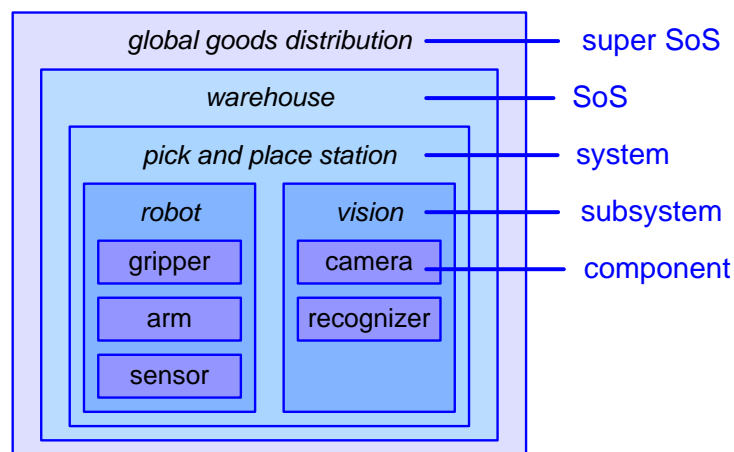 global goods distribution
super SoS
warehouse
SoS
pick and place station
system
robot
vision
subsystem
gripper
camera
component
arm
recognizer
sensor